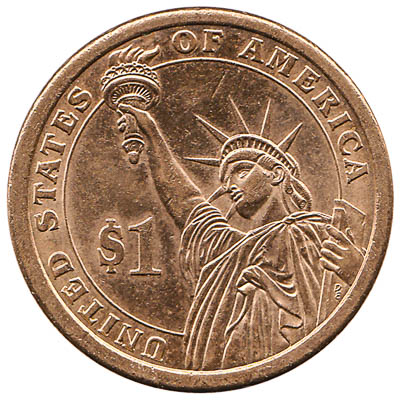 UNITED STATES OF AMERICA
$1